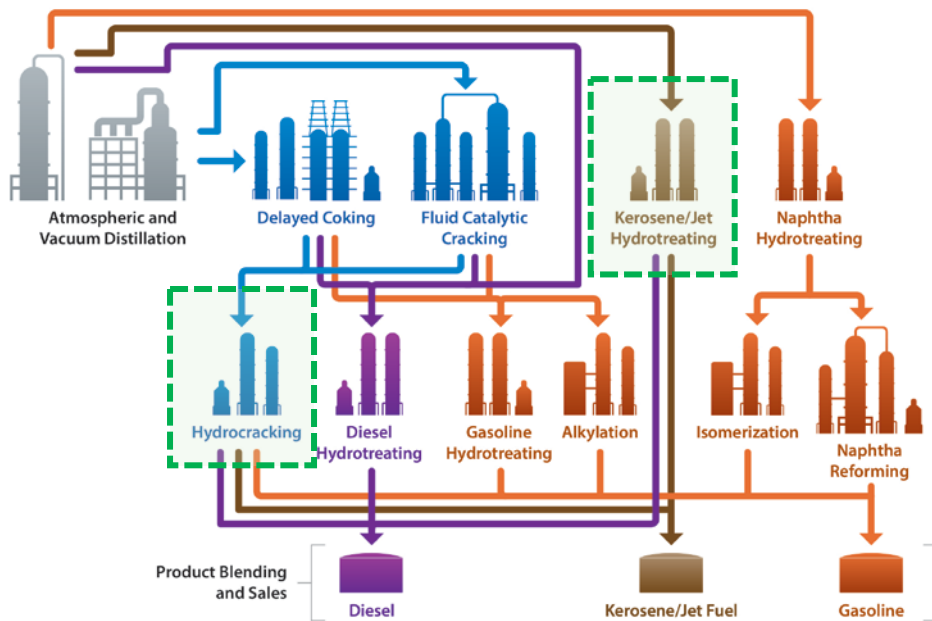 Atmospheric and
Vacuum Distillation
Delayed Coking
Fluid Catalytic
Cracking
Kerosene/Jet
Hydrotreating
Naphtha
Hydrotreating
Hydrocracking
Diesel
Hydrotreating
Gasoline
Hydrotreating
Alkylation
Isomerization
Naphtha
Reforming
Product Blending
and Sales
Diesel
Kerosene/Jet Fuel
Gasoline